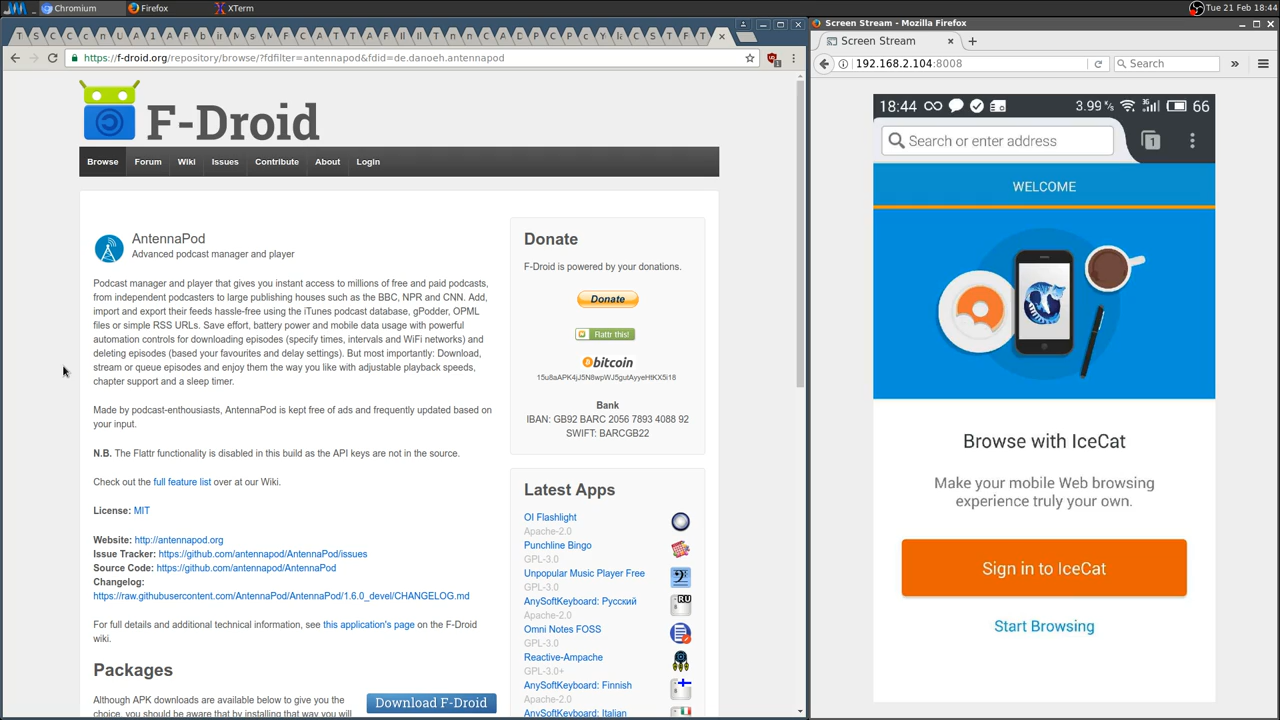 Chromium
Firefox
XTerm
Tue 21 Feb 18:44
https://f-droid.org/repository/browse/?fdfilter=antennapod&fdid=de.danoeh.antennapod
F-Droid
Browse
Forum
Wiki
Issues
Contribute
About
Login
AntennaPod
Advanced podcast manager and player
Podcast manager and player that gives you instant access to millions of free and paid podcasts,
from independent podcasters to large publishing houses such as the BBC, NPR and CNN. Add,
import and export their feeds hassle-free using the iTunes podcast database, gPodder, OPML
files or simple RSS URLs. Save effort, battery power and mobile data usage with powerful
automation controls for downloading episodes (specify times, intervals and WiFi networks) and
deleting episodes (based your favourites and delay settings). But most importantly: Download,
stream or queue episodes and enjoy them the way you like with adjustable playback speeds,
chapter support and a sleep timer.
Made by podcast-enthusiasts, AntennaPod is kept free of ads and frequently updated based on
your input.
N.B. The Flattr functionality is disabled in this build as the API keys are not in the source.
Check out the full feature list over at our Wiki.
License: MIT
Website: http://antennapod.org
Issue Tracker: https://github.com/antennapod/AntennaPod/issues
Source Code: https://github.com/antennapod/AntennaPod
Changelog:
https://raw.githubusercontent.com/AntennaPod/AntennaPod/1.6.0_devel/CHANGELOG.md
For full details and additional technical information, see this application's page on the F-Droid
wiki.
Packages
Although APK downloads are available below to give you the
choice, you should be aware that by installing that way you will
Download F-Droid
Donate
F-Droid is powered by your donations.
Donate
Flattr this!
bitcoin
Bank
IBAN: GB92 BARC 2056 7893 4088 92
SWIFT: BARCGB22
Latest Apps
OI Flashlight
Apache-2.0
Punchline Bingo
GPL-3.0
Unpopular Music Player Free
GPL-3.0
AnySoftKeyboard: Русский
Apache-2.0
RU
Omni Notes FOSS
GPL-3.0
Reactive-Ampache
GPL-3.0+
AnySoftKeyboard: Finnish
Apache-2.0
AnySoftKeyboard: Italian
Screen Stream - Mozilla Firefox
Screen Stream
192.168.2.104:8008
Search
18:44
3.99 %
66
Search or enter address
1
WELCOME
Browse with IceCat
Make your mobile Web browsing
experience truly your own.
Sign in to IceCat
Start Browsing